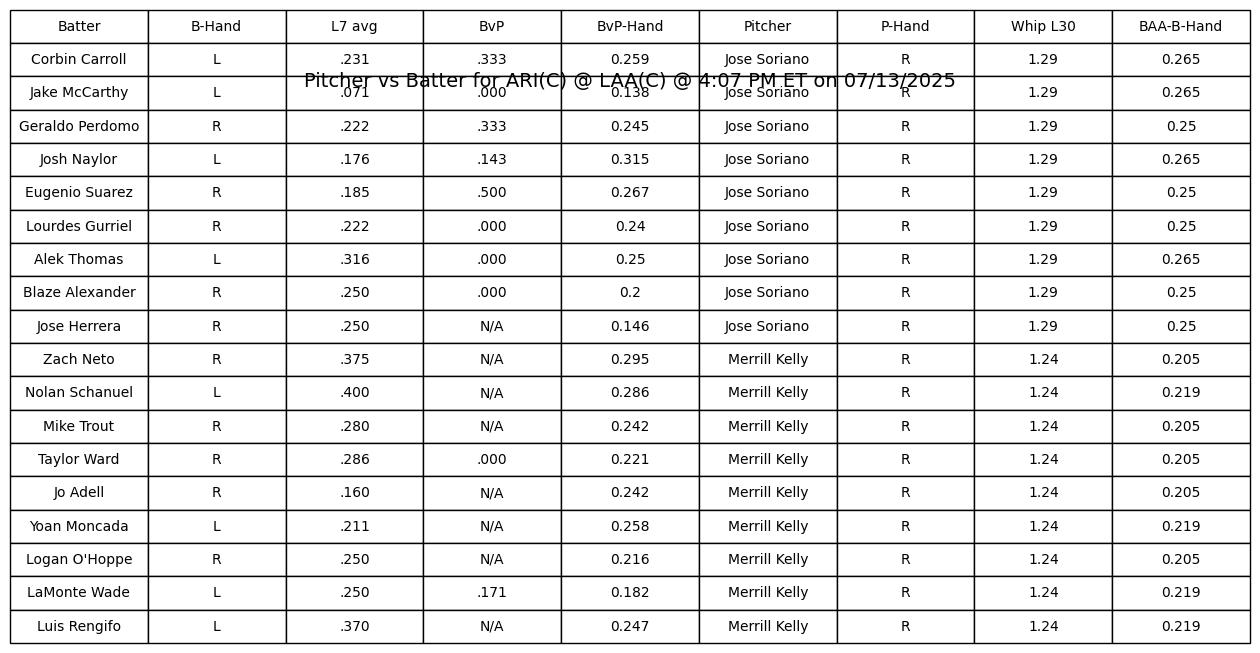 Batter B-Hand L7 avg BvP BvP-Hand Pitcher P-Hand Whip L30 BAA-B-Hand
Corbin Carroll L .231 .333 0.259 Jose Soriano R 1.29 0.265
Pitcher vs Batter for ARI(C) @ LAA(C) @ 4:07 PM ET on 07/13/2025
Jake McCarthy L .071 .000 0.138 Jose Soriano R 1.29 0.265
Geraldo Perdomo R .222 .333 0.245 Jose Soriano R 1.29 0.25
Josh Naylor L .176 .143 0.315 Jose Soriano R 1.29 0.265
Eugenio Suarez R .185 .500 0.267 Jose Soriano R 1.29 0.25
Lourdes Gurriel R .222 .000 0.24 Jose Soriano R 1.29 0.25
Alek Thomas L .316 .000 0.25 Jose Soriano R 1.29 0.265
Blaze Alexander R .250 .000 0.2 Jose Soriano R 1.29 0.25
Jose Herrera R .250 N/A 0.146 Jose Soriano R 1.29 0.25
Zach Neto R .375 N/A 0.295 Merrill Kelly R 1.24 0.205
Nolan Schanuel L .400 N/A 0.286 Merrill Kelly R 1.24 0.219
Mike Trout R .280 N/A 0.242 Merrill Kelly R 1.24 0.205
Taylor Ward R .286 .000 0.221 Merrill Kelly R 1.24 0.205
Jo Adell R .160 N/A 0.242 Merrill Kelly R 1.24 0.205
Yoan Moncada L .211 N/A 0.258 Merrill Kelly R 1.24 0.219
Logan O'Hoppe R .250 N/A 0.216 Merrill Kelly R 1.24 0.205
LaMonte Wade L .250 .171 0.182 Merrill Kelly R 1.24 0.219
Luis Rengifo L .370 N/A 0.247 Merrill Kelly R 1.24 0.219